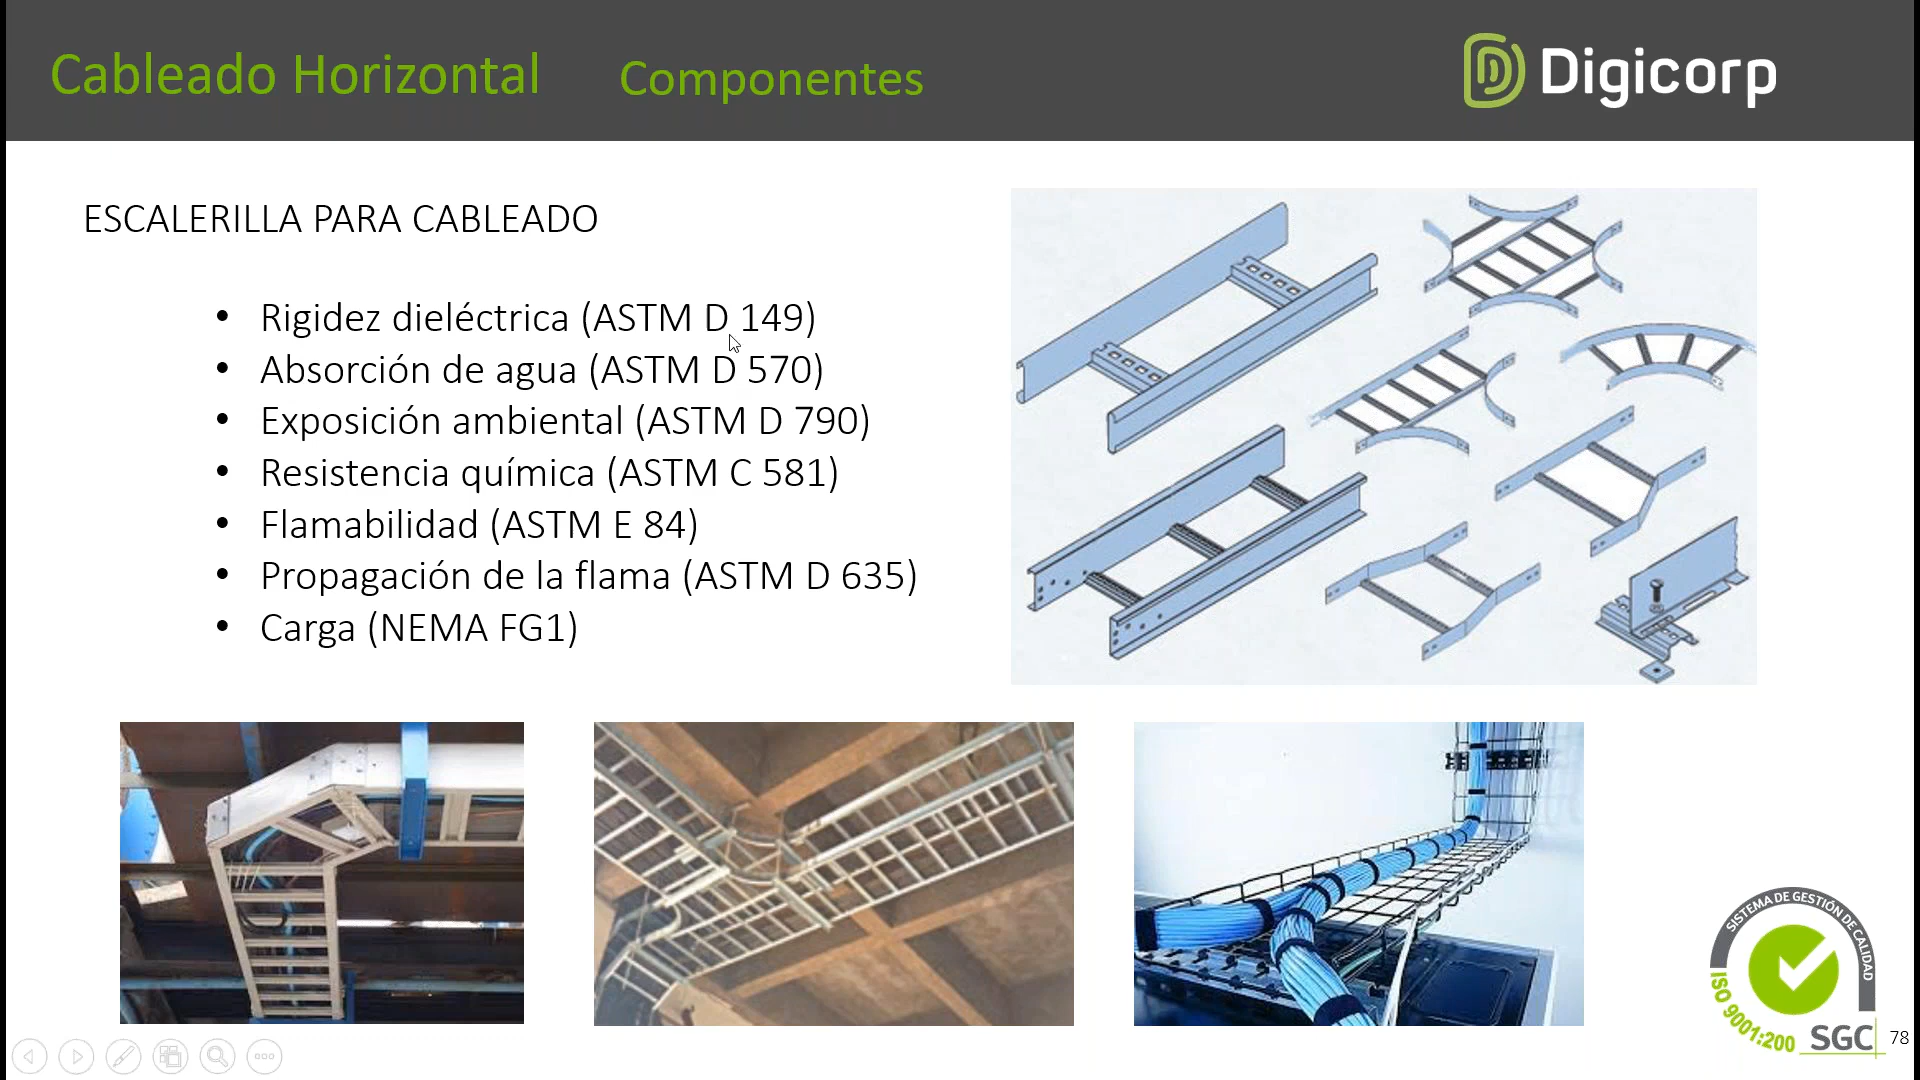 Cableado Horizontal
Componentes
Digicorp
ESCALERILLA PARA CABLEADO
• Rigidez dieléctrica (ASTM D 149)
• Absorción de agua (ASTM D 570)
• Exposición ambiental (ASTM D 790)
• Resistencia química (ASTM C 581)
• Flamabilidad (ASTM E 84)
• Propagación de la flama (ASTM D 635)
• Carga (NEMA FG1)
SISTEMA DE GESTIÓN DE CALIDAD
ISO 9001:200
SGC
78